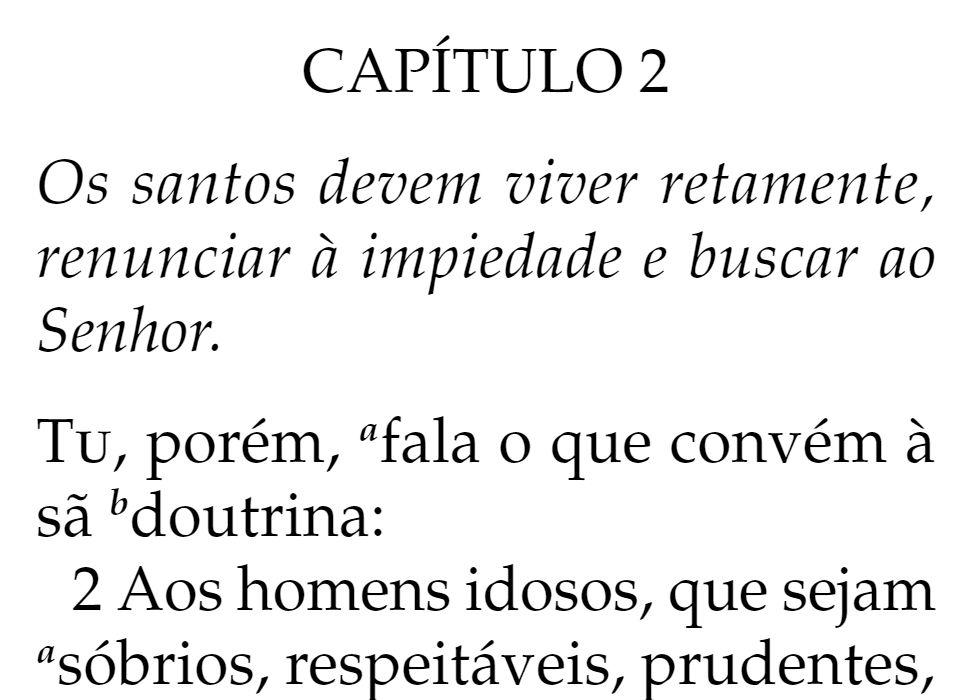 CAPÍTULO 2
Os santos devem viver retamente,
renunciar à impiedade e buscar ao
Senhor.
Tu, porém, ᵃfala o que convém à
sã ᵇdoutrina:
2 Aos homens idosos, que sejam
ᵃsóbrios, respeitáveis, prudentes,